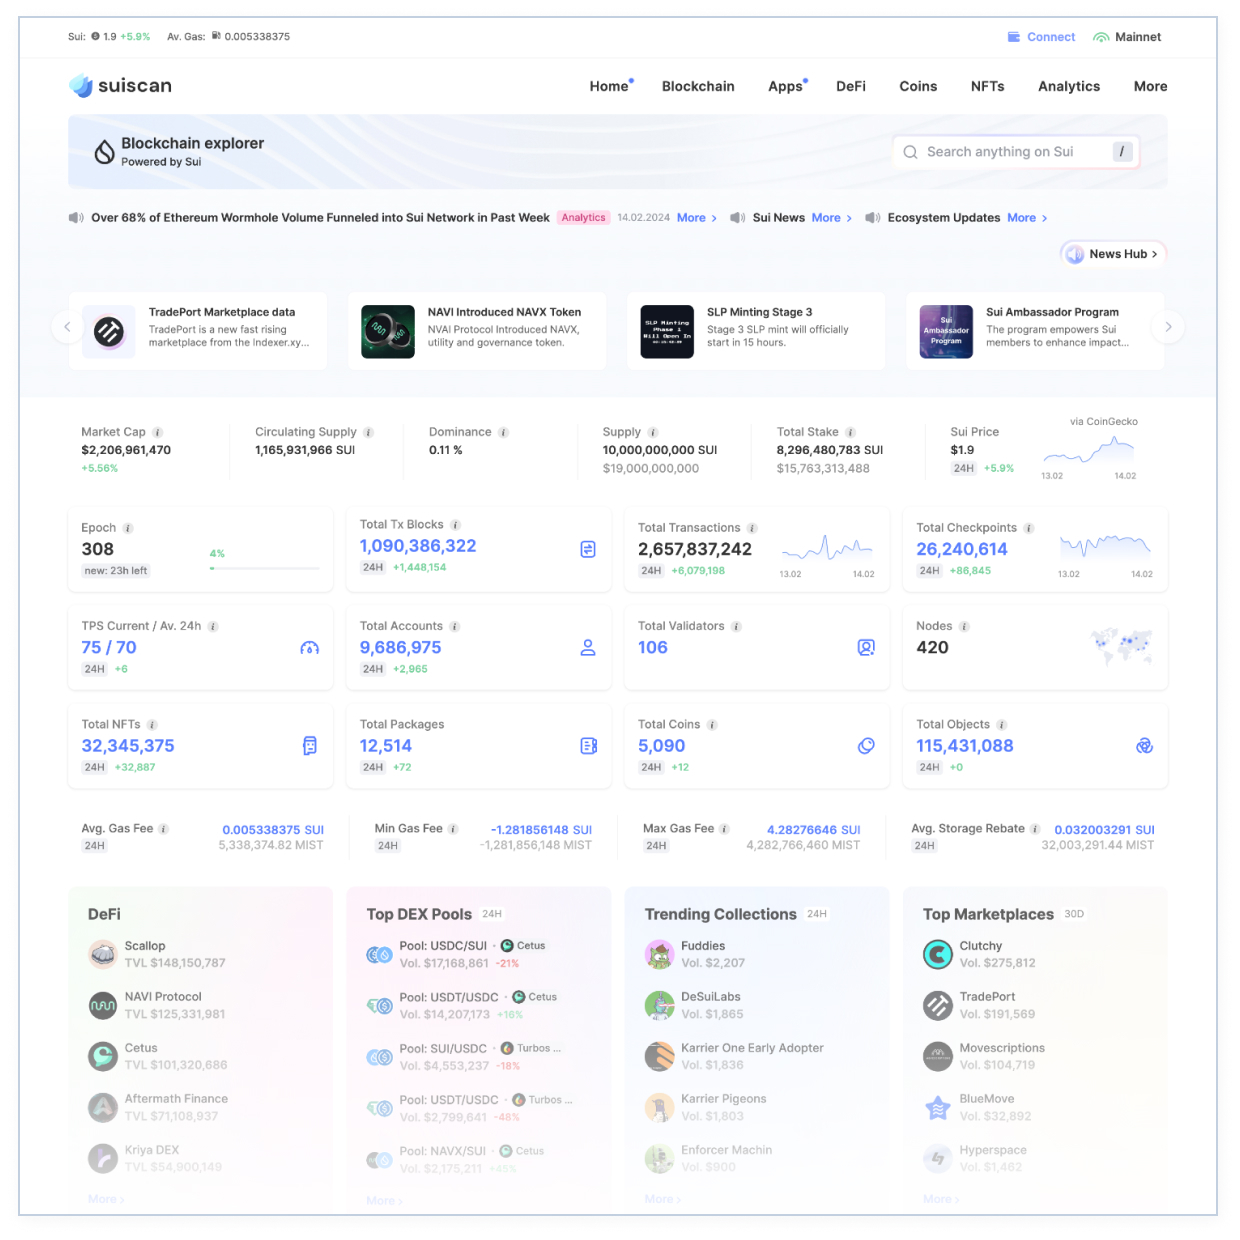 Sui: 1.9 +5.9% Av. Gas: 0.005338375 Connect Mainnet
suiscan Home Blockchain Apps DeFi Coins NFTs Analytics More
Blockchain explorer
Powered by Sui
Search anything on Sui /
Over 68% of Ethereum Wormhole Volume Funneled into Sui Network in Past Week Analytics 14.02.2024 More > Sui News More > Ecosystem Updates More >
News Hub >
TradePort Marketplace data
TradePort is a new fast rising
marketplace from the Indexer.xy...
NAVI Introduced NAVX Token
NVAI Protocol Introduced NAVX,
utility and governance token.
SLP Minting
Phase 1
Will Open In
SLP Minting Stage 3
Stage 3 SLP mint will officially
start in 15 hours.
Sui
Ambassador
Program
Sui Ambassador Program
The program empowers Sui
members to enhance impact...
Market Cap i
$2,206,961,470
+5.56%
Circulating Supply i
1,165,931,966 SUI
Dominance i
0.11 %
Supply i
10,000,000,000 SUI
$19,000,000,000
Total Stake i
8,296,480,783 SUI
$15,763,313,488
Sui Price
$1.9
24H +5.9%
via CoinGecko
13.02 14.02
Epoch i
308
new: 23h left
4%
Total Tx Blocks i
1,090,386,322
24H +1,448,154
Total Transactions i
2,657,837,242
24H +6,079,198
13.02 14.02
Total Checkpoints i
26,240,614
24H +86,845
13.02 14.02
TPS Current / Av. 24h i
75 / 70
24H +6
Total Accounts i
9,686,975
24H +2,965
Total Validators i
106
Nodes i
420
Total NFTs i
32,345,375
24H +32,887
Total Packages
12,514
24H +72
Total Coins i
5,090
24H +12
Total Objects i
115,431,088
24H +0
Avg. Gas Fee i 0.005338375 SUI
24H 5,338,374.82 MIST
Min Gas Fee i -1.281856148 SUI
24H -1,281,856,148 MIST
Max Gas Fee i 4.28276646 SUI
24H 4,282,766,460 MIST
Avg. Storage Rebate i 0.032003291 SUI
24H 32,003,291.44 MIST
DeFi
Scallop
TVL $148,150,787
NAVI Protocol
TVL $125,331,981
Cetus
TVL $101,320,686
Aftermath Finance
TVL $71,108,937
Kriya DEX
TVL $54,900,149
More >
Top DEX Pools 24H
Pool: USDC/SUI • Cetus
Vol. $17,168,861 -21%
Pool: USDT/USDC • Cetus
Vol. $14,207,173 +16%
Pool: SUI/USDC • Turbos ...
Vol. $4,553,237 -18%
Pool: USDT/USDC • Turbos ...
Vol. $2,799,641 -48%
Pool: NAVX/SUI • Cetus
Vol. $2,175,211 +45%
More >
Trending Collections 24H
Fuddies
Vol. $2,207
DeSuiLabs
Vol. $1,865
Karrier One Early Adopter
Vol. $1,836
Karrier Pigeons
Vol. $1,803
Enforcer Machin
Vol. $900
More >
Top Marketplaces 30D
Clutchy
Vol. $275,812
TradePort
Vol. $191,569
Movescriptions
Vol. $104,719
BlueMove
Vol. $32,892
Hyperspace
Vol. $1,462
More >